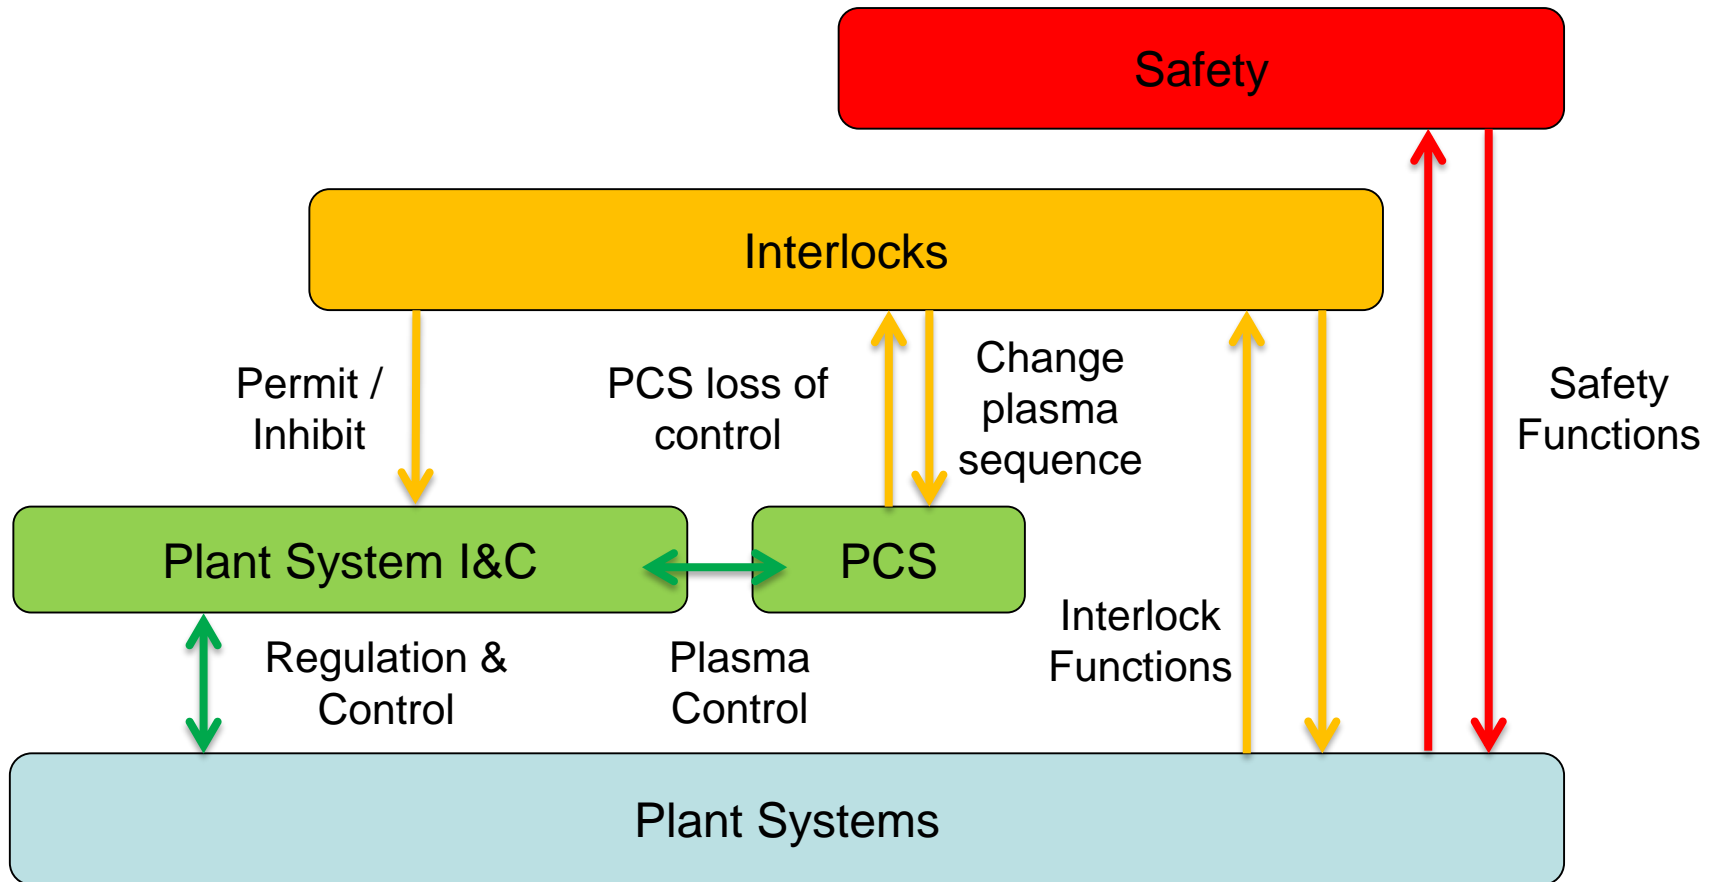 Safety
Interlocks
Permit /
Inhibit
PCS loss of
control
Change
plasma
sequence
Safety
Functions
Plant System I&C
PCS
Regulation &
Control
Plasma
Control
Interlock
Functions
Plant Systems